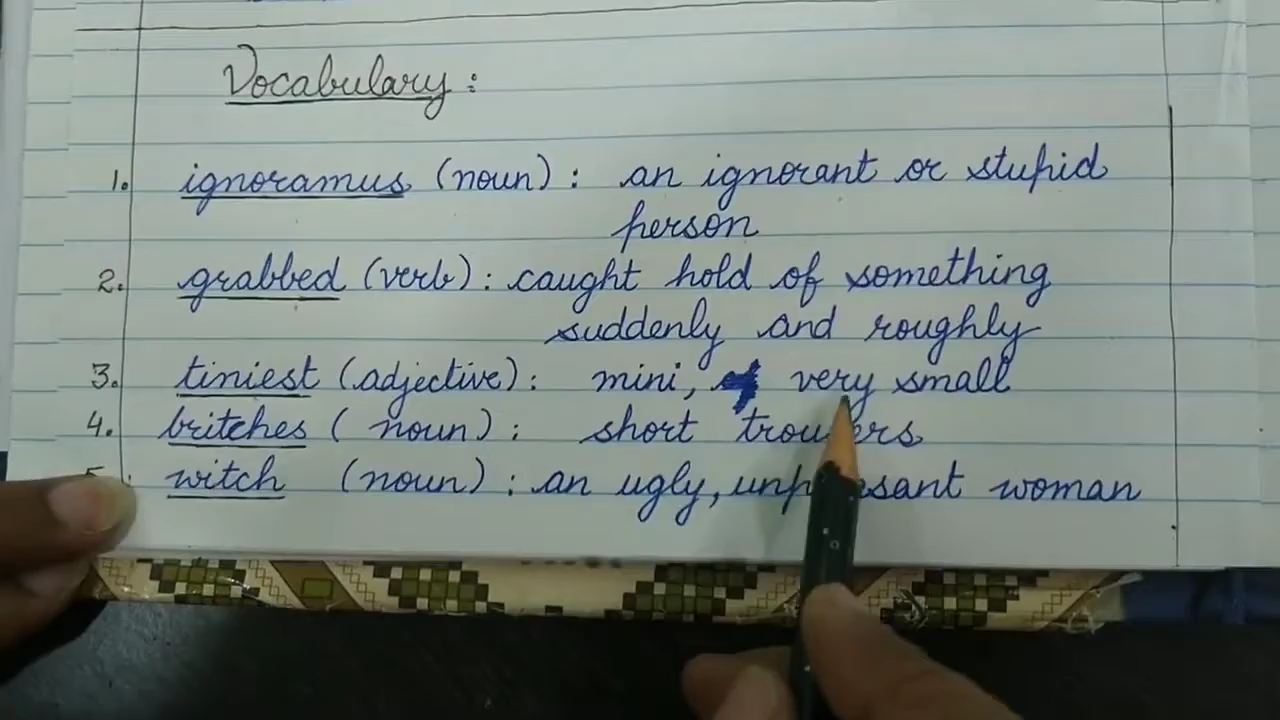 Vocabulary :
1. ignoramus (noun) : an ignorant or stupid
person
2. grabbed (verb) : caught hold of something
suddenly and roughly
3. tiniest (adjective) : mini, very small
4. britches ( noun) : short trousers
5. witch (noun) : an ugly, unpleasant woman